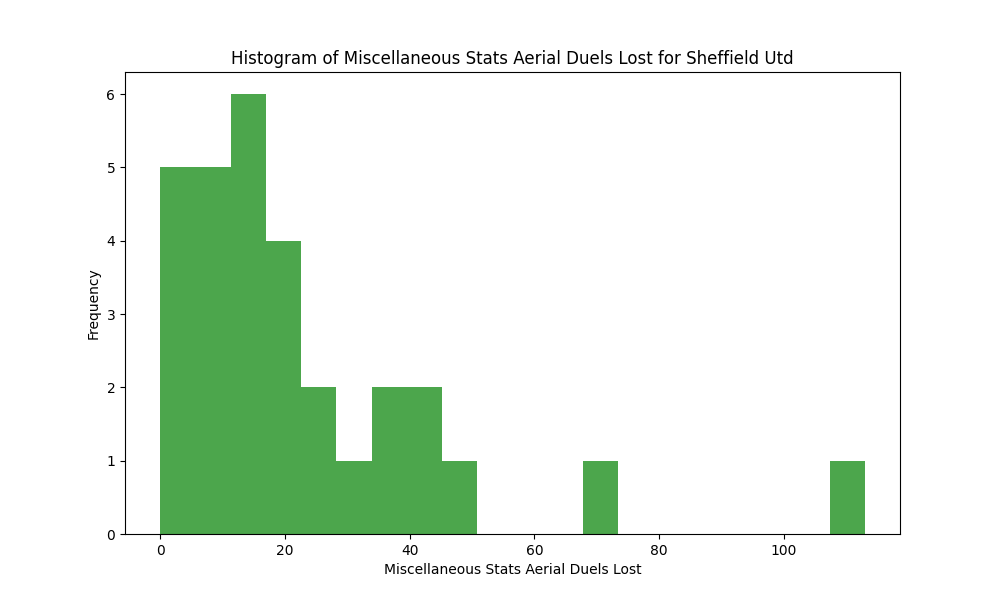 Histogram of Miscellaneous Stats Aerial Duels Lost for Sheffield Utd
6
5
4
3
2
1
0
Frequency
0 20 40 60 80 100
Miscellaneous Stats Aerial Duels Lost